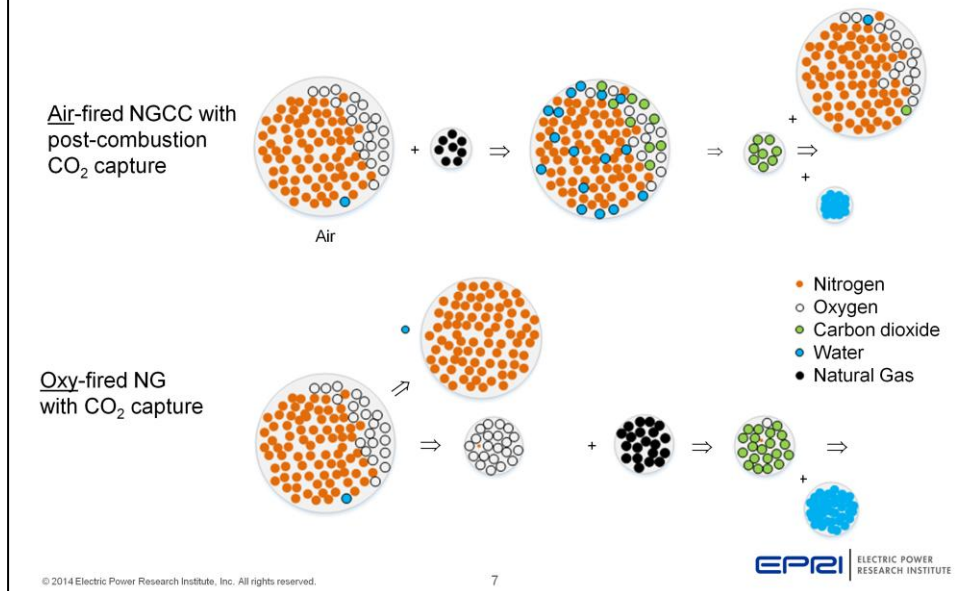 Air-fired NGCC with
post-combustion
CO₂ capture
+
⇒
⇒
+
⇒
+
Air
Nitrogen
Oxygen
Carbon dioxide
Water
Natural Gas
Oxy-fired NG
with CO₂ capture
⇒
⇒
+
⇒
⇒
+
© 2014 Electric Power Research Institute, Inc. All rights reserved.
7
EPRI | ELECTRIC POWER
RESEARCH INSTITUTE